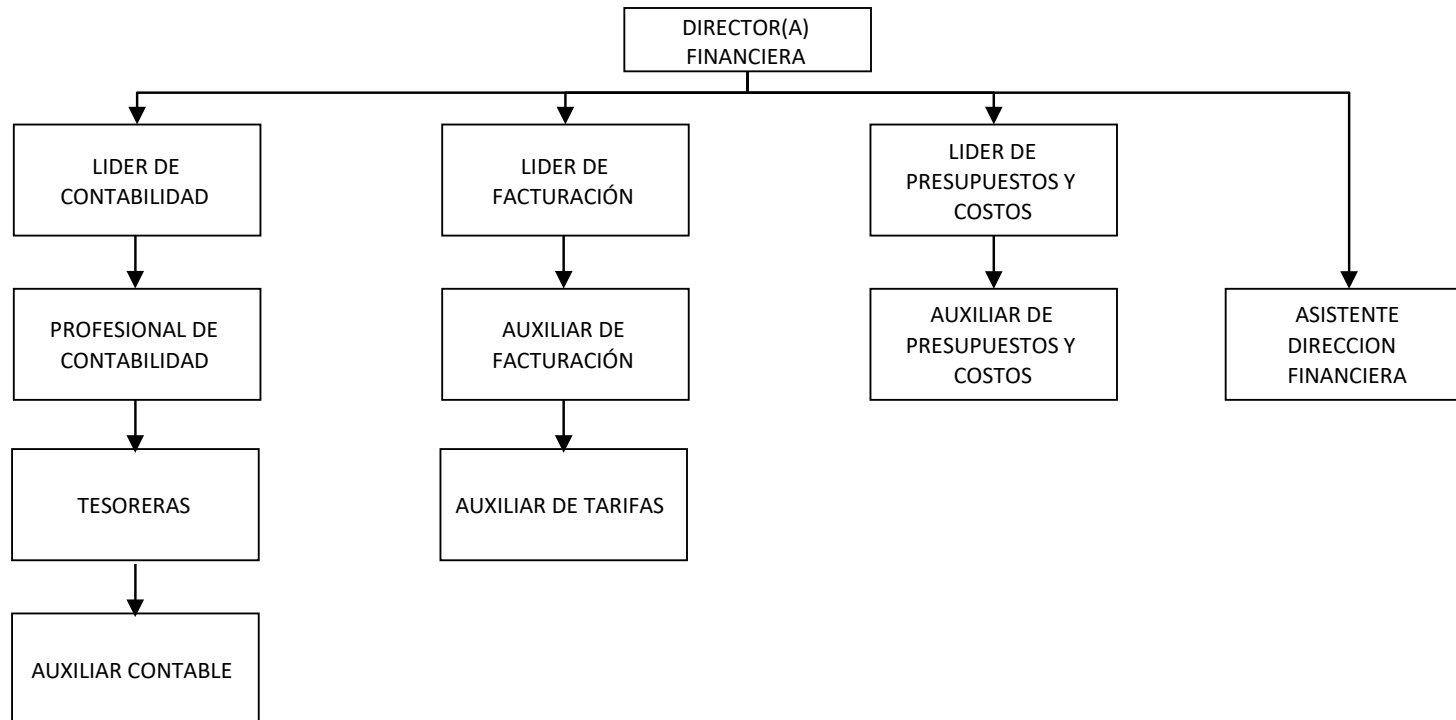 DIRECTOR(A)
FINANCIERA
LIDER DE
CONTABILIDAD
LIDER DE
FACTURACIÓN
LIDER DE
PRESUPUESTOS Y
COSTOS
PROFESIONAL DE
CONTABILIDAD
AUXILIAR DE
FACTURACIÓN
AUXILIAR DE
PRESUPUESTOS Y
COSTOS
ASISTENTE
DIRECCION
FINANCIERA
TESORERAS
AUXILIAR DE TARIFAS
AUXILIAR CONTABLE